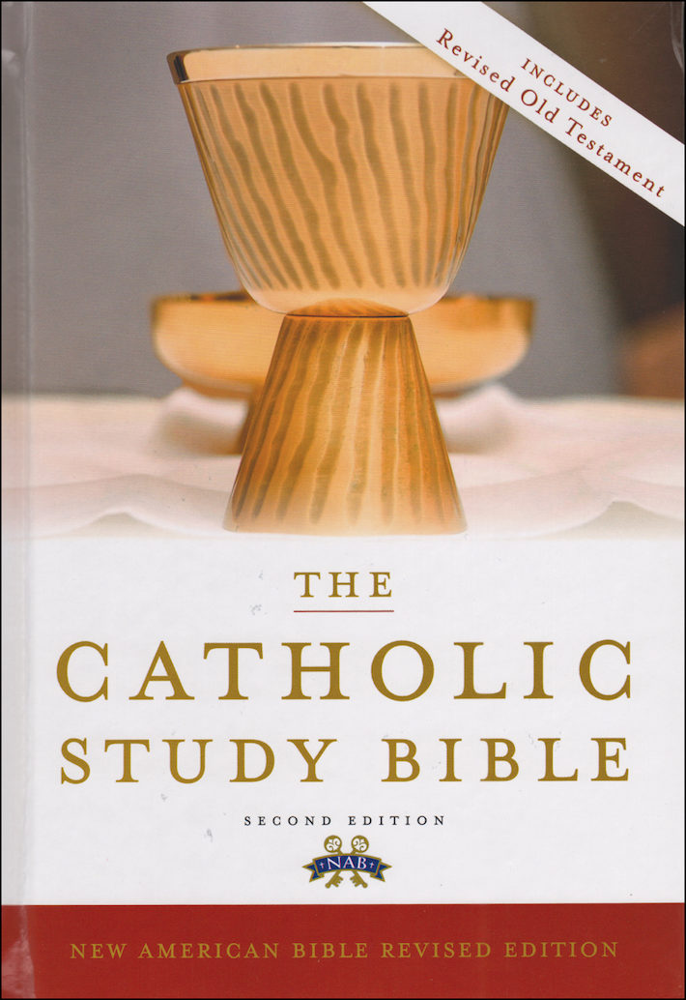 INCLUDES
Revised Old Testament
THE
CATHOLIC
STUDY BIBLE
SECOND EDITION
NAB
NEW AMERICAN BIBLE REVISED EDITION